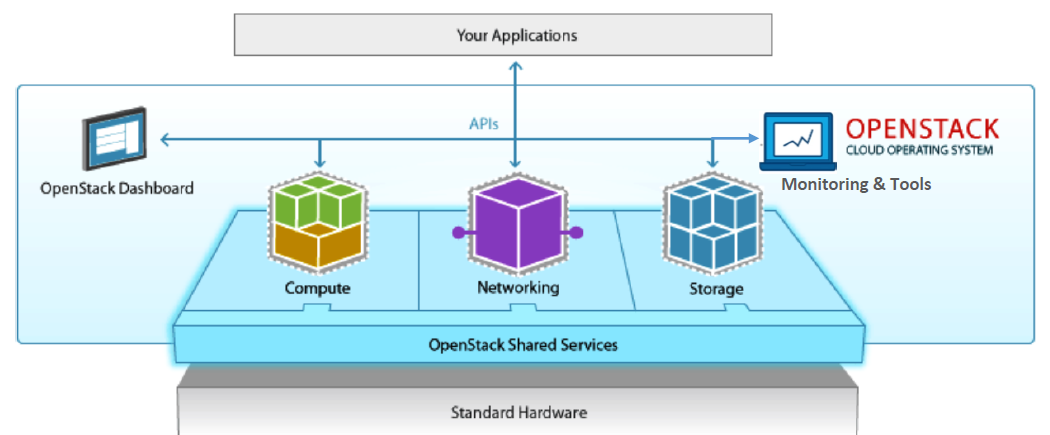 Your Applications
APIs
OPENSTACK
CLOUD OPERATING SYSTEM
OpenStack Dashboard
Monitoring & Tools
Compute
Networking
Storage
OpenStack Shared Services
Standard Hardware